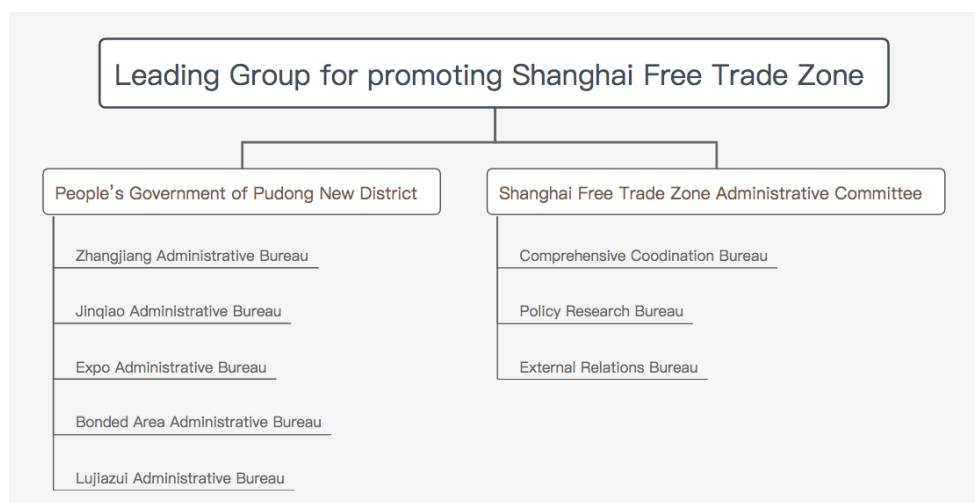 Leading Group for promoting Shanghai Free Trade Zone
People's Government of Pudong New District
Zhangjiang Administrative Bureau
Jinqiao Administrative Bureau
Expo Administrative Bureau
Bonded Area Administrative Bureau
Lujiazui Administrative Bureau
Shanghai Free Trade Zone Administrative Committee
Comprehensive Coodination Bureau
Policy Research Bureau
External Relations Bureau